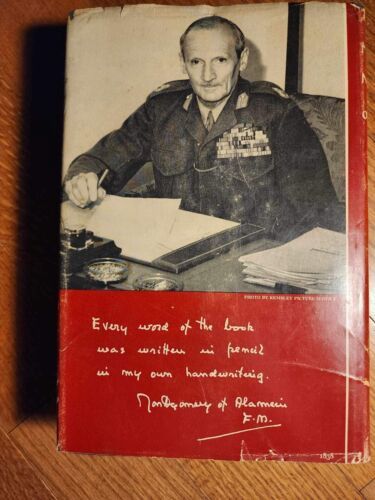 PHOTO BY KEMSLEY PICTURE SERVICE
Every word of the book
was written in pencil
in my own handwriting.
Montgomery of Alamein
F.M.
1838